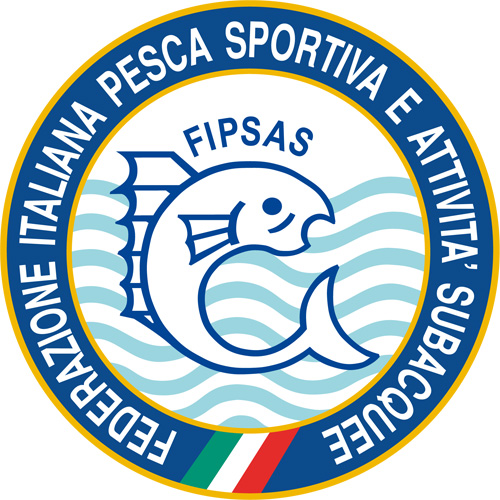 FEDERAZIONE ITALIANA PESCA SPORTIVA E ATTIVITA' SUBACQUEE
FIPSAS